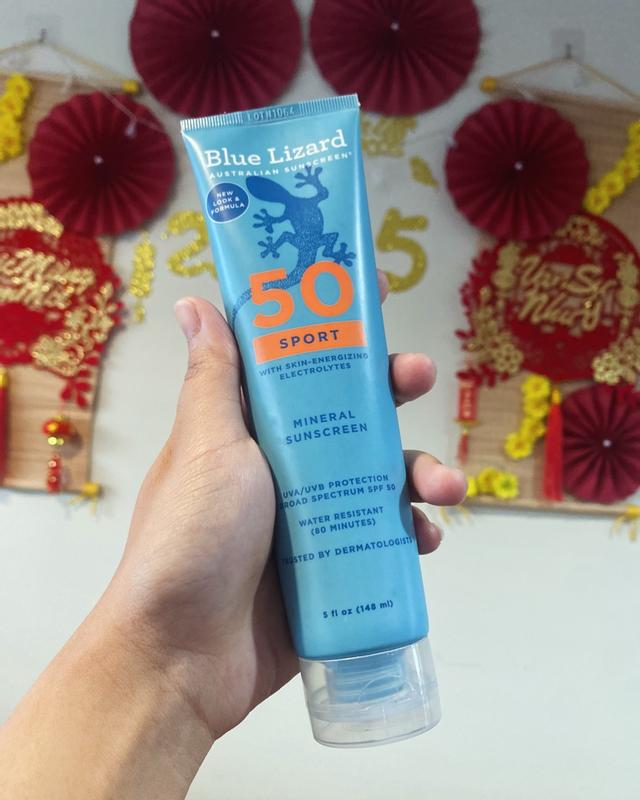 Blue Lizard
AUSTRALIAN SUNSCREEN®
NEW
LOOK &
FORMULA
50
SPORT
WITH SKIN-ENERGIZING
ELECTROLYTES
MINERAL
SUNSCREEN
UVA/UVB PROTECTION
BROAD SPECTRUM SPF 50
WATER RESISTANT
(80 MINUTES)
TRUSTED BY DERMATOLOGISTS
5 fl oz (148 ml)